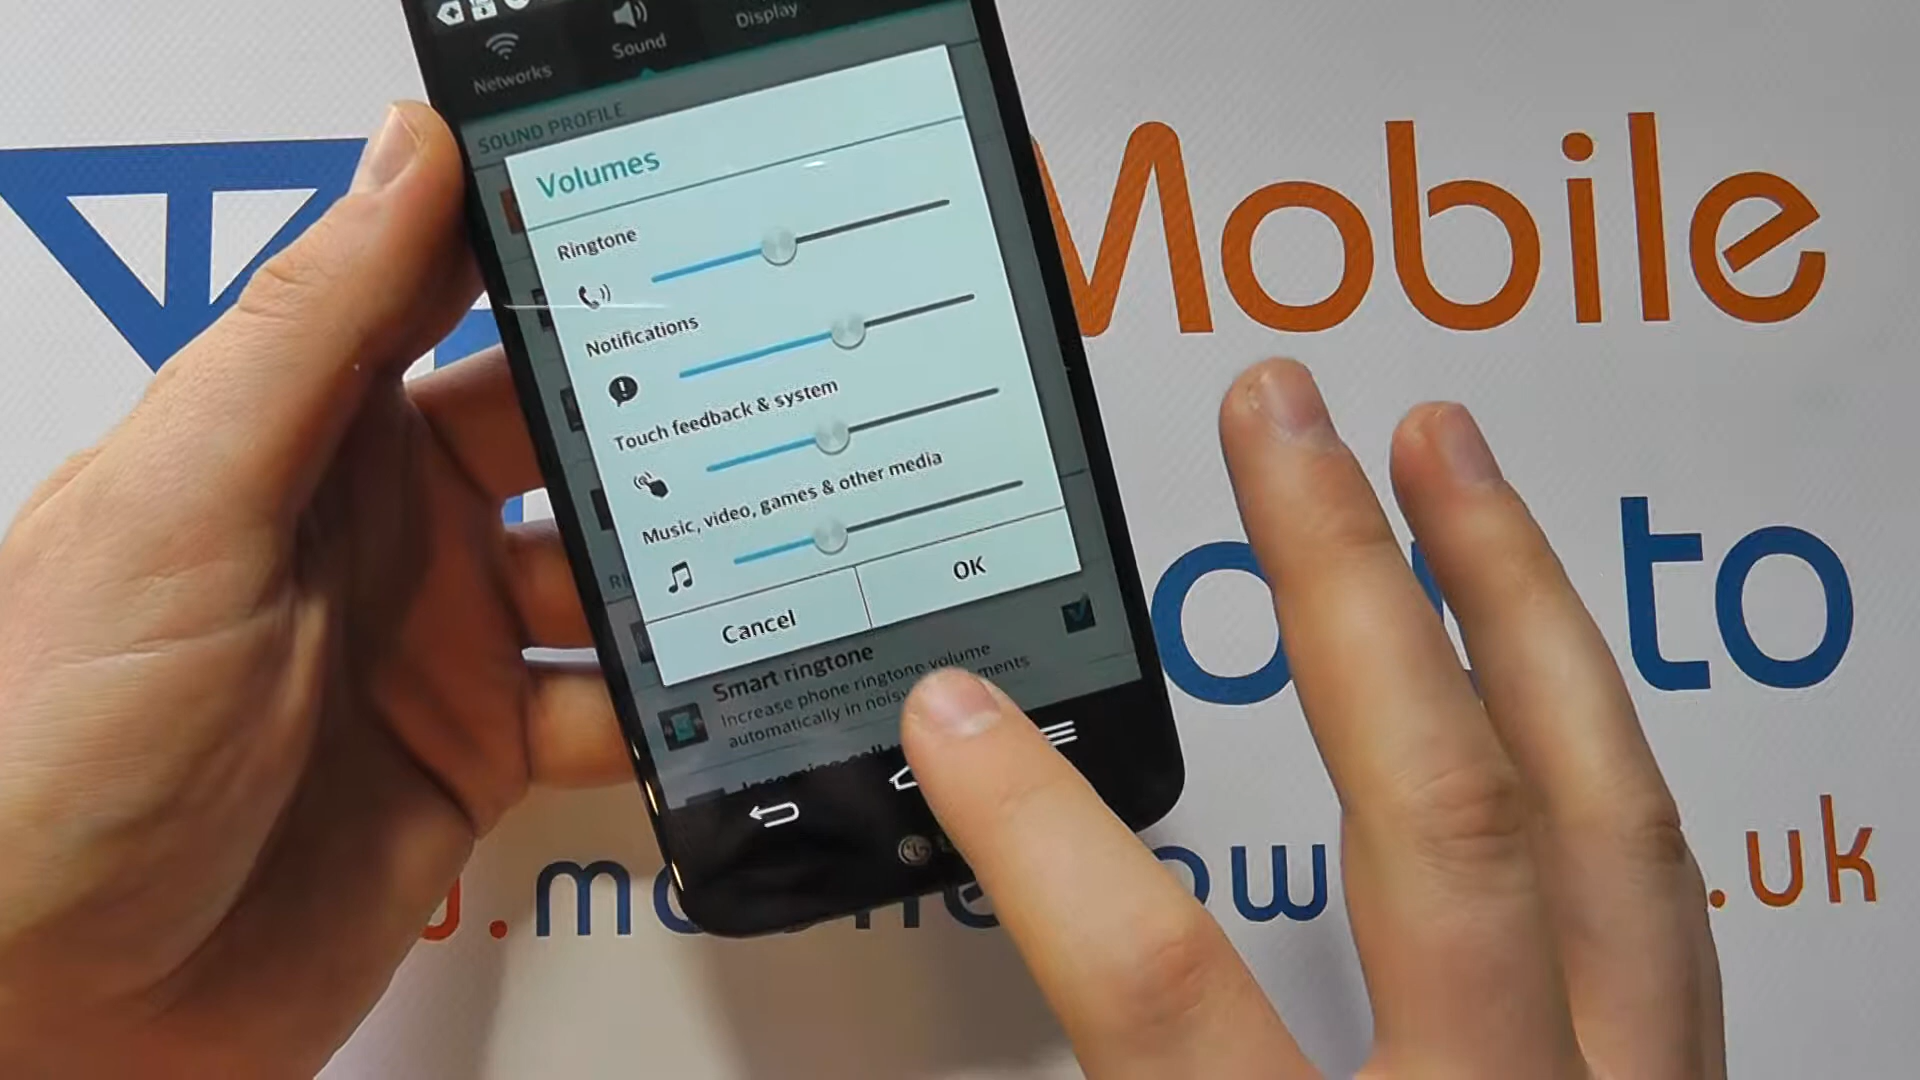 Networks
Sound
Display
SOUND PROFILE
Volumes
Ringtone
Notifications
Touch feedback & system
Music, video, games & other media
Cancel
OK
Smart ringtone
Increase phone ringtone volume
automatically in
Mobile
to
.uk